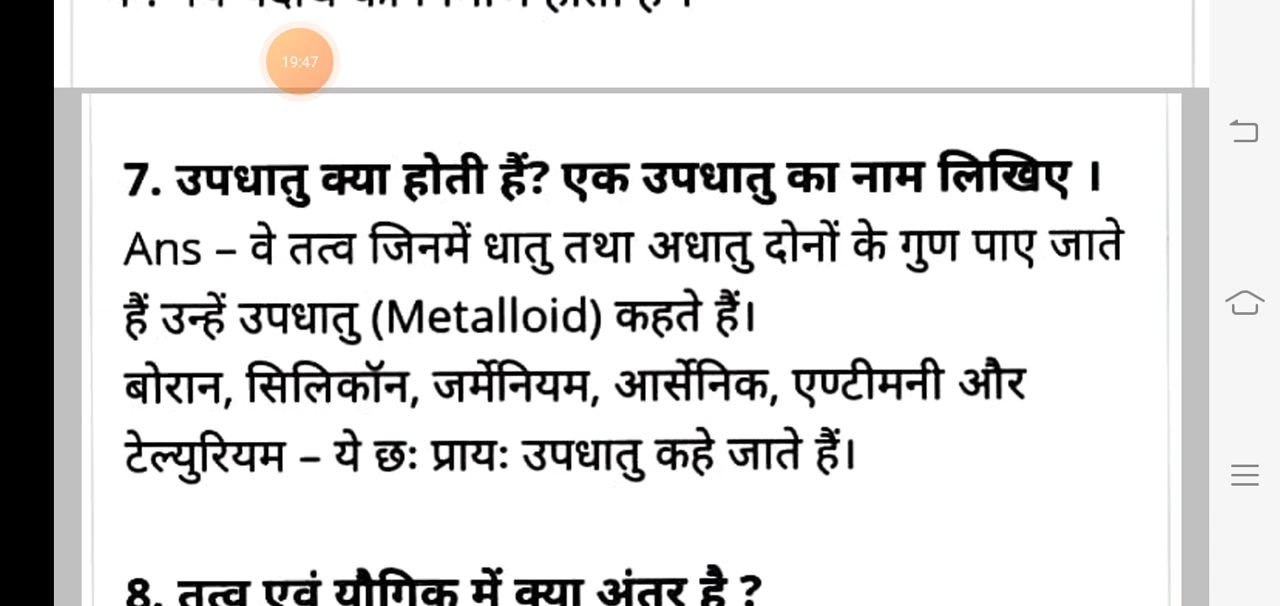 19:47
7. उपधातु क्या होती हैं? एक उपधातु का नाम लिखिए ।
Ans – वे तत्व जिनमें धातु तथा अधातु दोनों के गुण पाए जाते
हैं उन्हें उपधातु (Metalloid) कहते हैं।
बोरान, सिलिकॉन, जर्मेनियम, आर्सेनिक, एण्टीमनी और
टेल्युरियम – ये छः प्रायः उपधातु कहे जाते हैं।
8. तत्व एवं यौगिक में क्या अंतर है ?